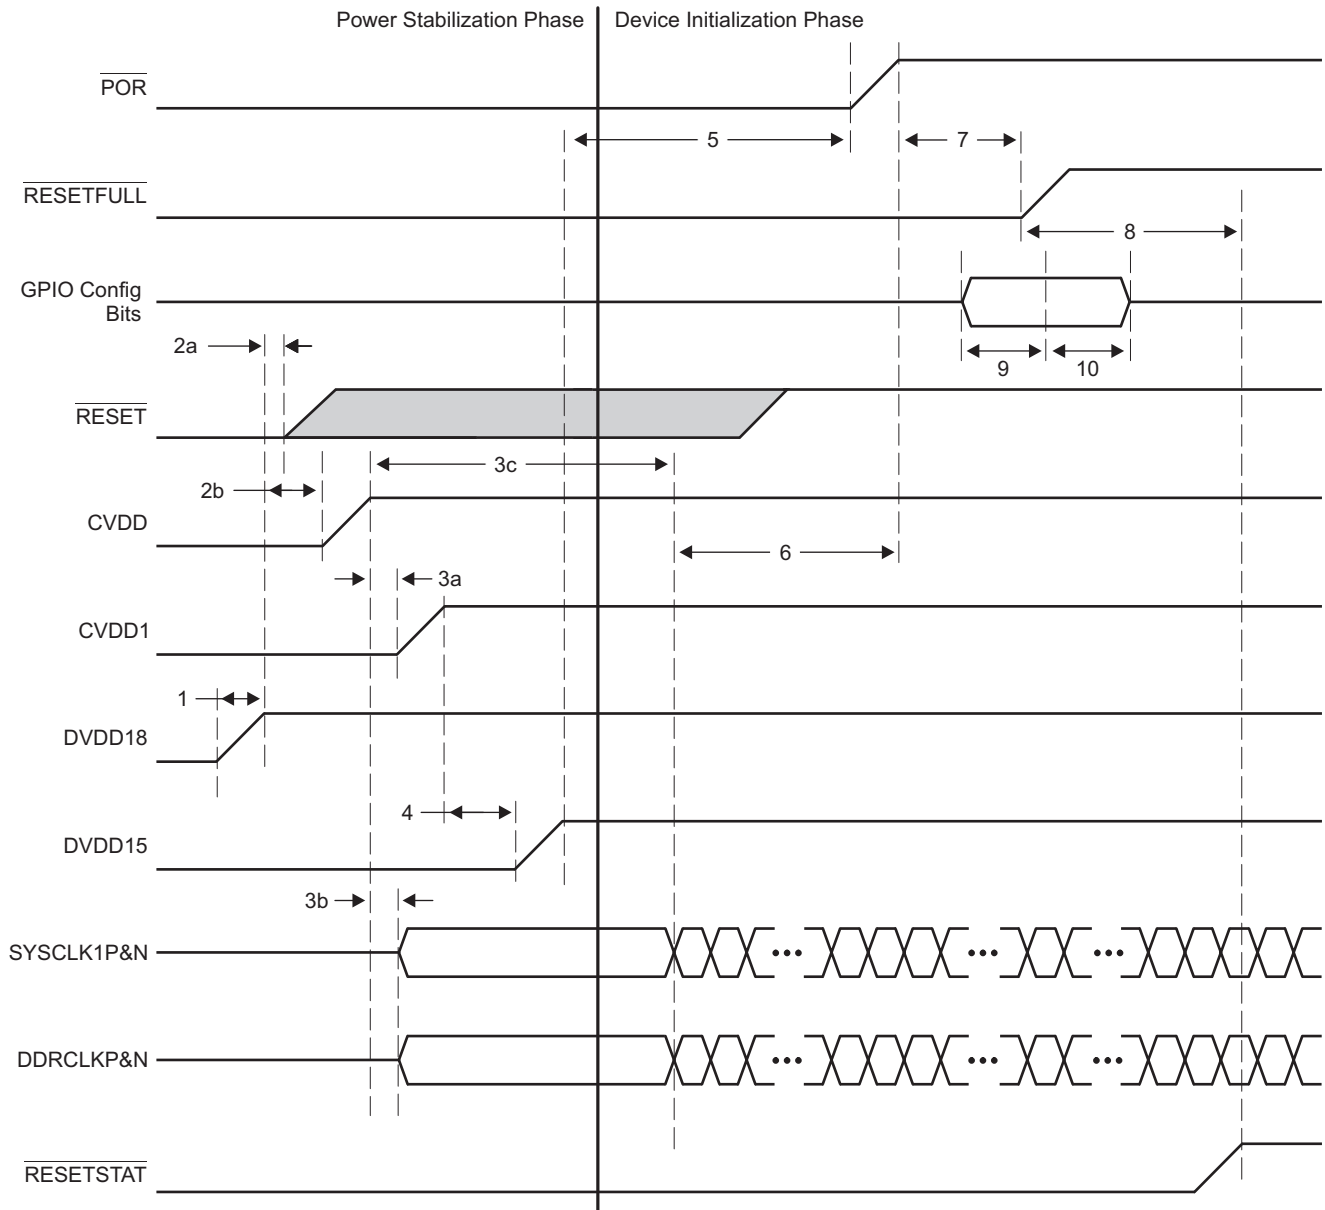 Power Stabilization Phase
Device Initialization Phase
POR
5
7
RESETFULL
8
GPIO Config
Bits
2a
9
10
RESET
3c
2b
CVDD
6
3a
CVDD1
1
DVDD18
4
DVDD15
3b
SYSCLK1P&N
DDRCLKP&N
RESETSTAT